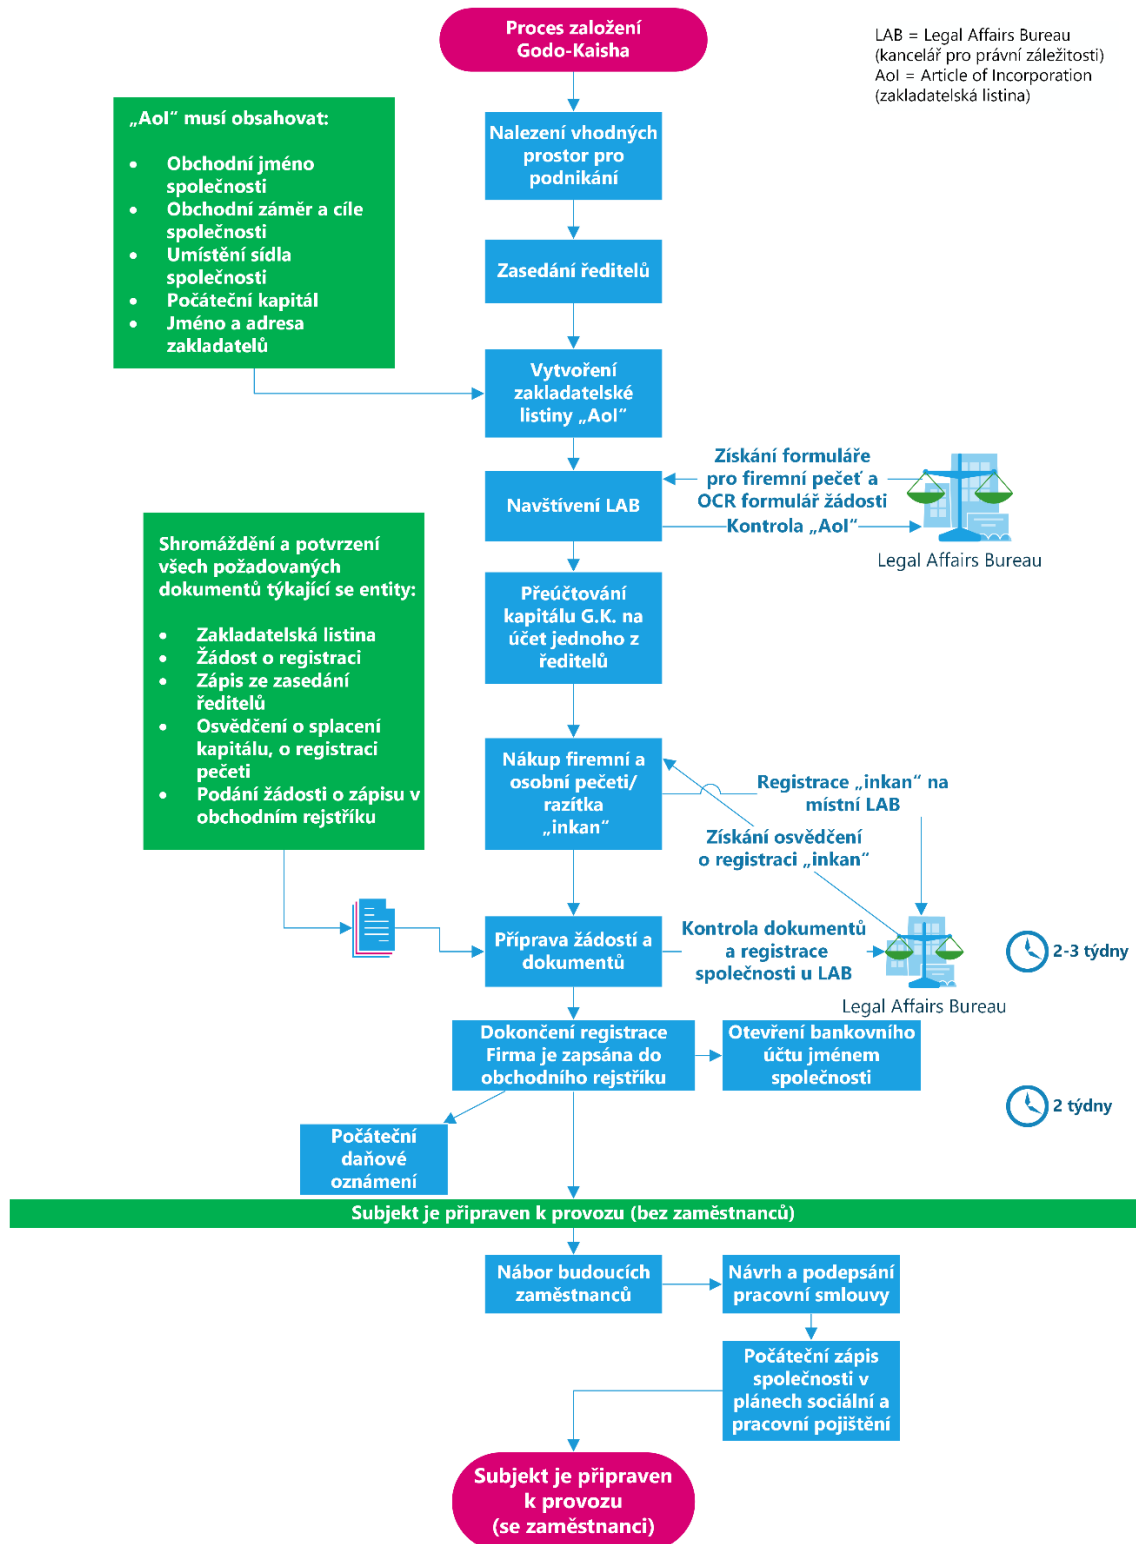 Proces založení
Godo-Kaisha
LAB = Legal Affairs Bureau
(kancelář pro právní záležitosti)
AoI = Article of Incorporation
(zakladatelská listina)
„AoI“ musí obsahovat:
• Obchodní jméno
společnosti
• Obchodní záměr a cíle
společnosti
• Umístění sídla
společnosti
• Počáteční kapitál
• Jméno a adresa
zakladatelů
Nalezení vhodných
prostor pro
podnikání
Zasedání ředitelů
Vytvoření
zakladatelské
listiny „AoI“
Navštívení LAB
Získání formuláře
pro firemní pečeť a
OCR formulář žádosti
Kontrola „AoI“
Legal Affairs Bureau
Shromáždění a potvrzení
všech požadovaných
dokumentů týkající se entity:
• Zakladatelská listina
• Žádost o registraci
• Zápis ze zasedání
ředitelů
• Osvědčení o splacení
kapitálu, o registraci
pečeti
• Podání žádosti o zápisu v
obchodním rejstříku
Přeúčtování
kapitálu G.K. na
účet jednoho z
ředitelů
Nákup firemní a
osobní pečeti/
razítka
„inkan“
Registrace „inkan“ na
místní LAB
Získání osvědčení
o registraci „inkan“
Příprava žádostí a
dokumentů
Kontrola dokumentů
a registrace
společnosti u LAB
Legal Affairs Bureau
2-3 týdny
Dokončení registrace
Firma je zapsána do
obchodního rejstříku
Otevření bankovního
účtu jménem
společnosti
2 týdny
Počáteční
daňové
oznámení
Subjekt je připraven k provozu (bez zaměstnanců)
Nábor budoucích
zaměstnanců
Návrh a podepsání
pracovní smlouvy
Počáteční zápis
společnosti v
plánech sociální a
pracovní pojištění
Subjekt je připraven
k provozu
(se zaměstnanci)